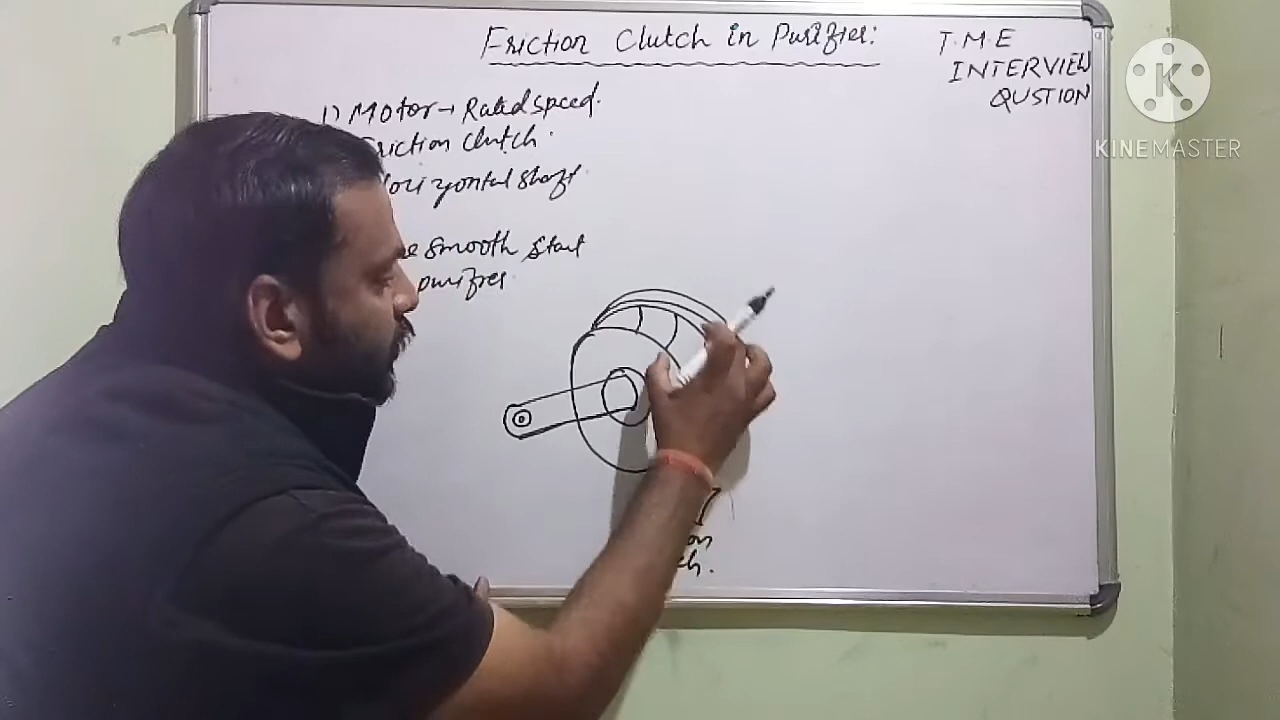 Friction Clutch in Purifier:
T.M.E
INTERVIEW
QUSTION
KINEMASTER
1) Motor → Rated speed.
Friction Clutch.
Horizontal shaft
smooth start
purifier